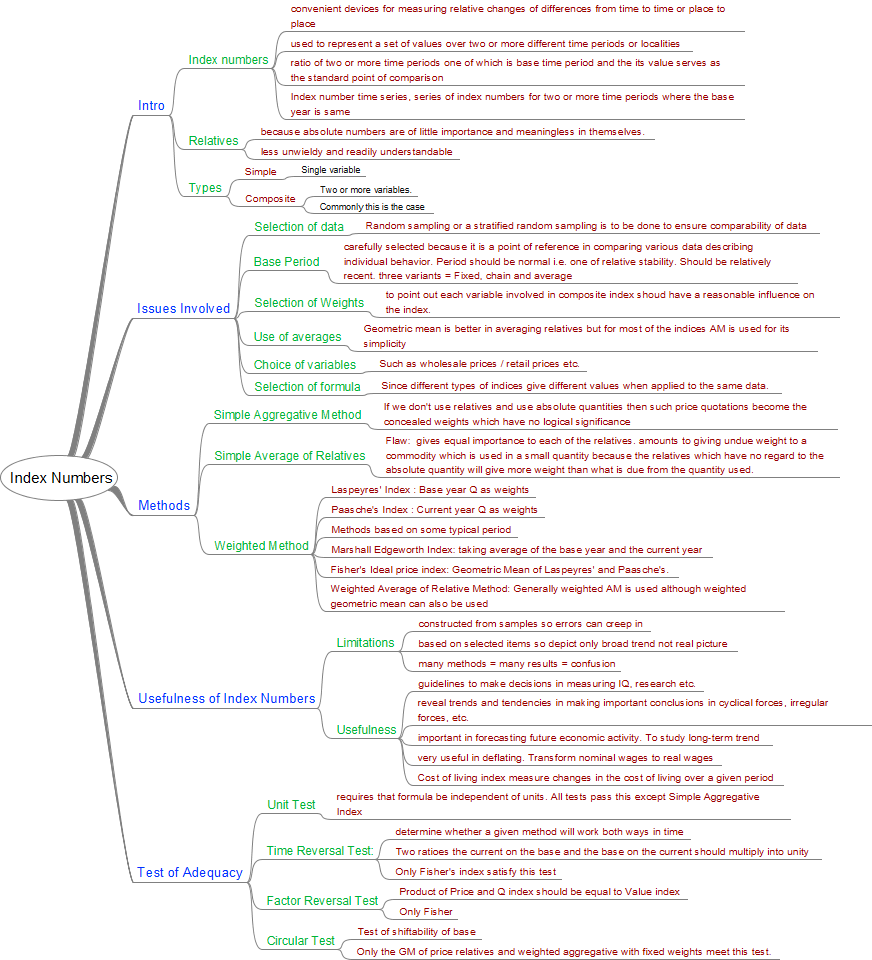 Index Numbers
Intro
Index numbers
convenient devices for measuring relative changes of differences from time to time or place to
place
used to represent a set of values over two or more different time periods or localities
ratio of two or more time periods one of which is base time period and the its value serves as
the standard point of comparison
Index number time series, series of index numbers for two or more time periods where the base
year is same
Relatives
because absolute numbers are of little importance and meaningless in themselves.
less unwieldy and readily understandable
Types
Simple
Single variable
Composite
Two or more variables.
Commonly this is the case
Issues Involved
Selection of data
Random sampling or a stratified random sampling is to be done to ensure comparability of data
Base Period
carefully selected because it is a point of reference in comparing various data describing
individual behavior. Period should be normal i.e. one of relative stability. Should be relatively
recent. three variants = Fixed, chain and average
Selection of Weights
to point out each variable involved in composite index shoud have a reasonable influence on
the index.
Use of averages
Geometric mean is better in averaging relatives but for most of the indices AM is used for its
simplicity
Choice of variables
Such as wholesale prices / retail prices etc.
Selection of formula
Since different types of indices give different values when applied to the same data.
Methods
Simple Aggregative Method
If we don't use relatives and use absolute quantities then such price quotations become the
concealed weights which have no logical significance
Simple Average of Relatives
Flaw:  gives equal importance to each of the relatives. amounts to giving undue weight to a
commodity which is used in a small quantity because the relatives which have no regard to the
absolute quantity will give more weight than what is due from the quantity used.
Weighted Method
Laspeyres' Index : Base year Q as weights
Paasche's Index : Current year Q as weights
Methods based on some typical period
Marshall Edgeworth Index: taking average of the base year and the current year
Fisher's Ideal price index: Geometric Mean of Laspeyres' and Paasche's.
Weighted Average of Relative Method: Generally weighted AM is used although weighted
geometric mean can also be used
Usefulness of Index Numbers
Limitations
constructed from samples so errors can creep in
based on selected items so depict only broad trend not real picture
many methods = many results = confusion
Usefulness
guidelines to make decisions in measuring IQ, research etc.
reveal trends and tendencies in making important conclusions in cyclical forces, irregular
forces, etc.
important in forecasting future economic activity. To study long-term trend
very useful in deflating. Transform nominal wages to real wages
Cost of living index measure changes in the cost of living over a given period
Test of Adequacy
Unit Test
requires that formula be independent of units. All tests pass this except Simple Aggregative
Index
Time Reversal Test:
determine whether a given method will work both ways in time
Two ratioes the current on the base and the base on the current should multiply into unity
Only Fisher's index satisfy this test
Factor Reversal Test
Product of Price and Q index should be equal to Value index
Only Fisher
Circular Test
Test of shiftability of base
Only the GM of price relatives and weighted aggregative with fixed weights meet this test.